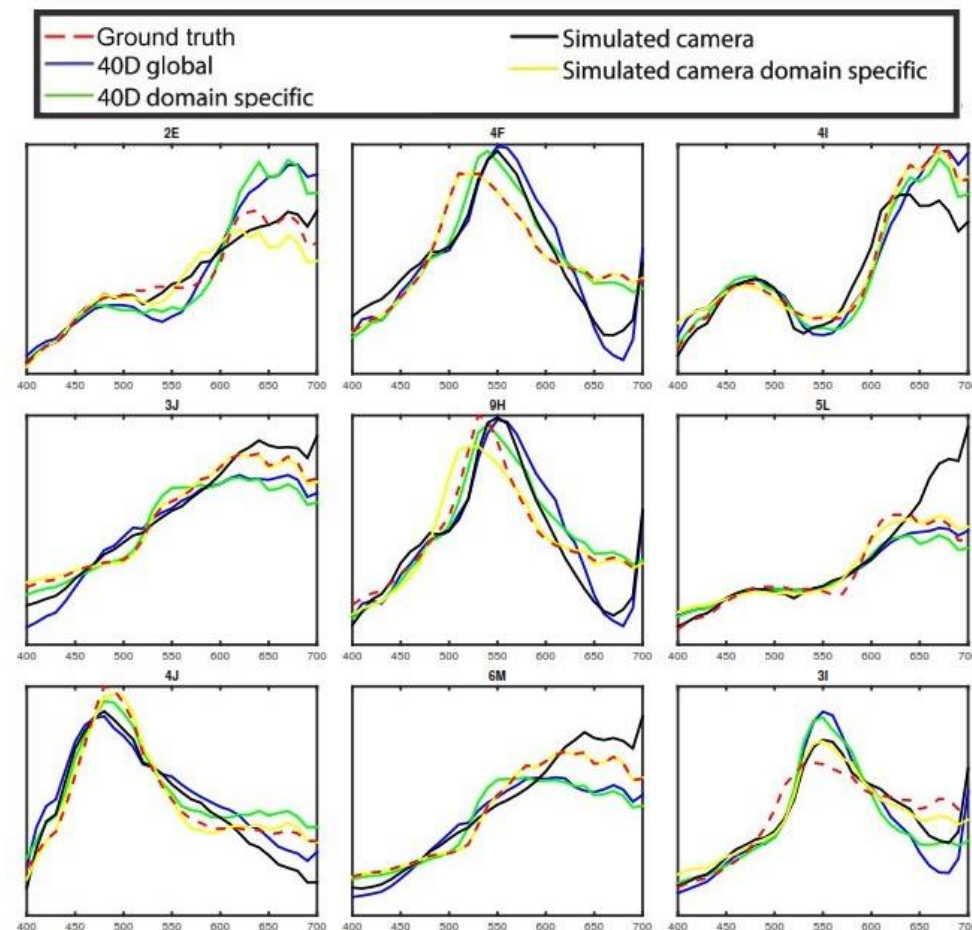 Ground truth
40D global
40D domain specific
Simulated camera
Simulated camera domain specific
2E 4F 4I
400 450 500 550 600 650 700 400 450 500 550 600 650 700 400 450 500 550 600 650 700
3J 9H 5L
400 450 500 550 600 650 700 400 450 500 550 600 650 700 400 450 500 550 600 650 700
4J 6M 3I
400 450 500 550 600 650 700 400 450 500 550 600 650 700 400 450 500 550 600 650 700